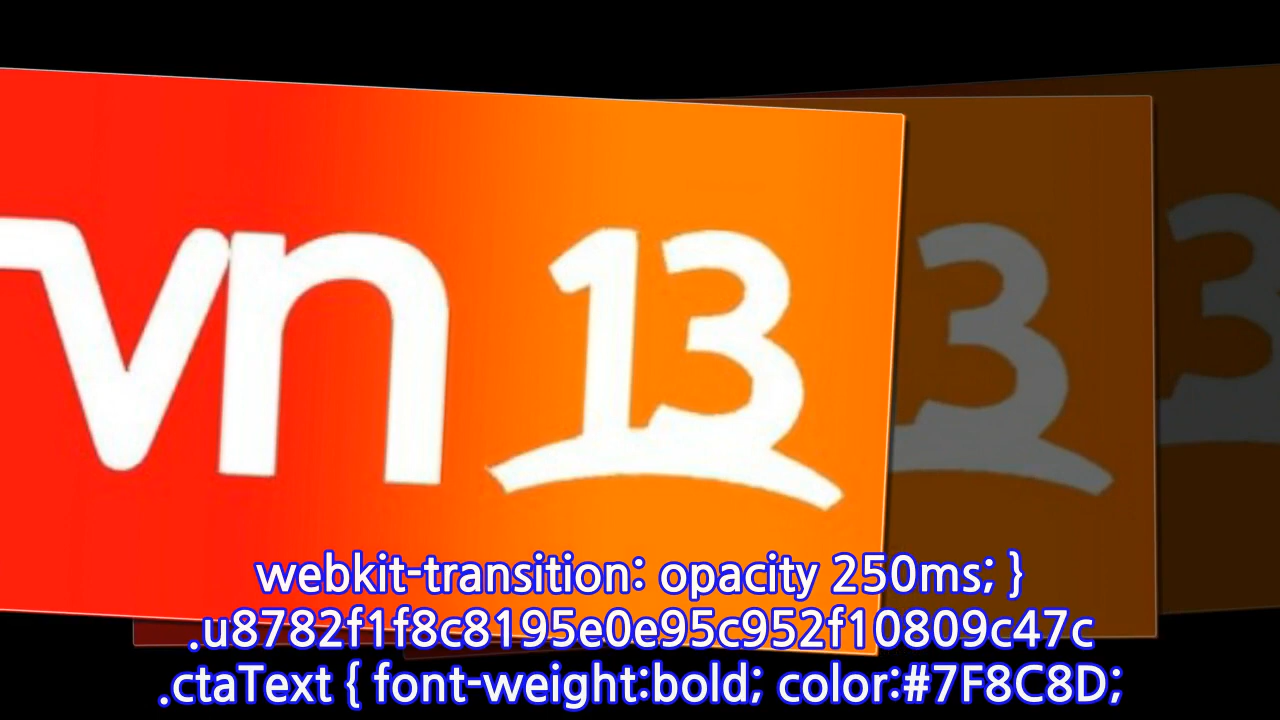 vn 13
3
3
webkit-transition: opacity 250ms; }
.u8782f1f8c8195e0e95c952f10809c47c
.ctaText { font-weight:bold; color:#7F8C8D;